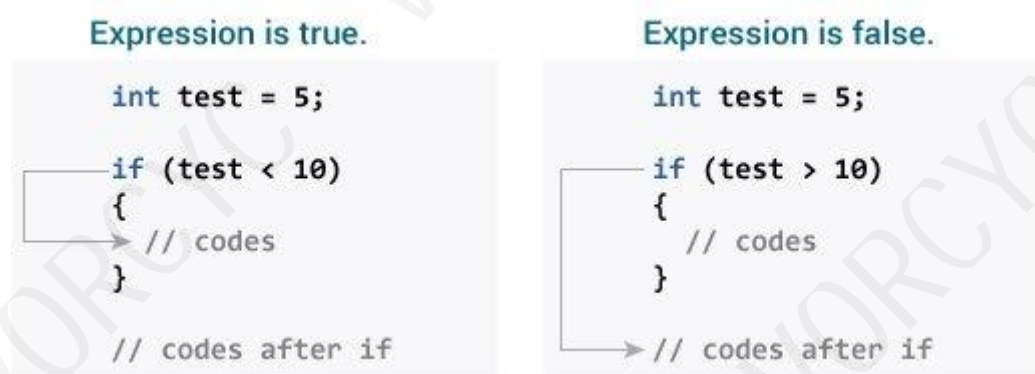 Expression is true.
int test = 5;
if (test < 10)
{
// codes
}
// codes after if
Expression is false.
int test = 5;
if (test > 10)
{
// codes
}
// codes after if